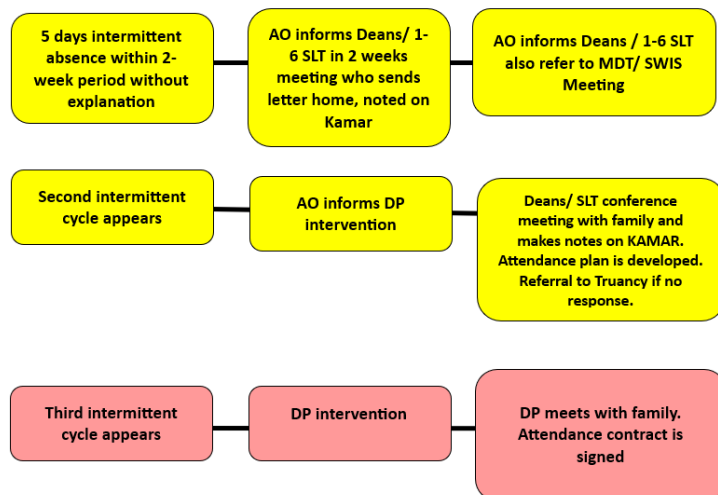 5 days intermittent
absence within 2-
week period without
explanation
AO informs Deans/ 1-
6 SLT in 2 weeks
meeting who sends
letter home, noted on
Kamar
AO informs Deans / 1-6 SLT
also refer to MDT/ SWIS
Meeting
Second intermittent
cycle appears
AO informs DP
intervention
Deans/ SLT conference
meeting with family and
makes notes on KAMAR.
Attendance plan is developed.
Referral to Truancy if no
response.
Third intermittent
cycle appears
DP intervention
DP meets with family.
Attendance contract is
signed